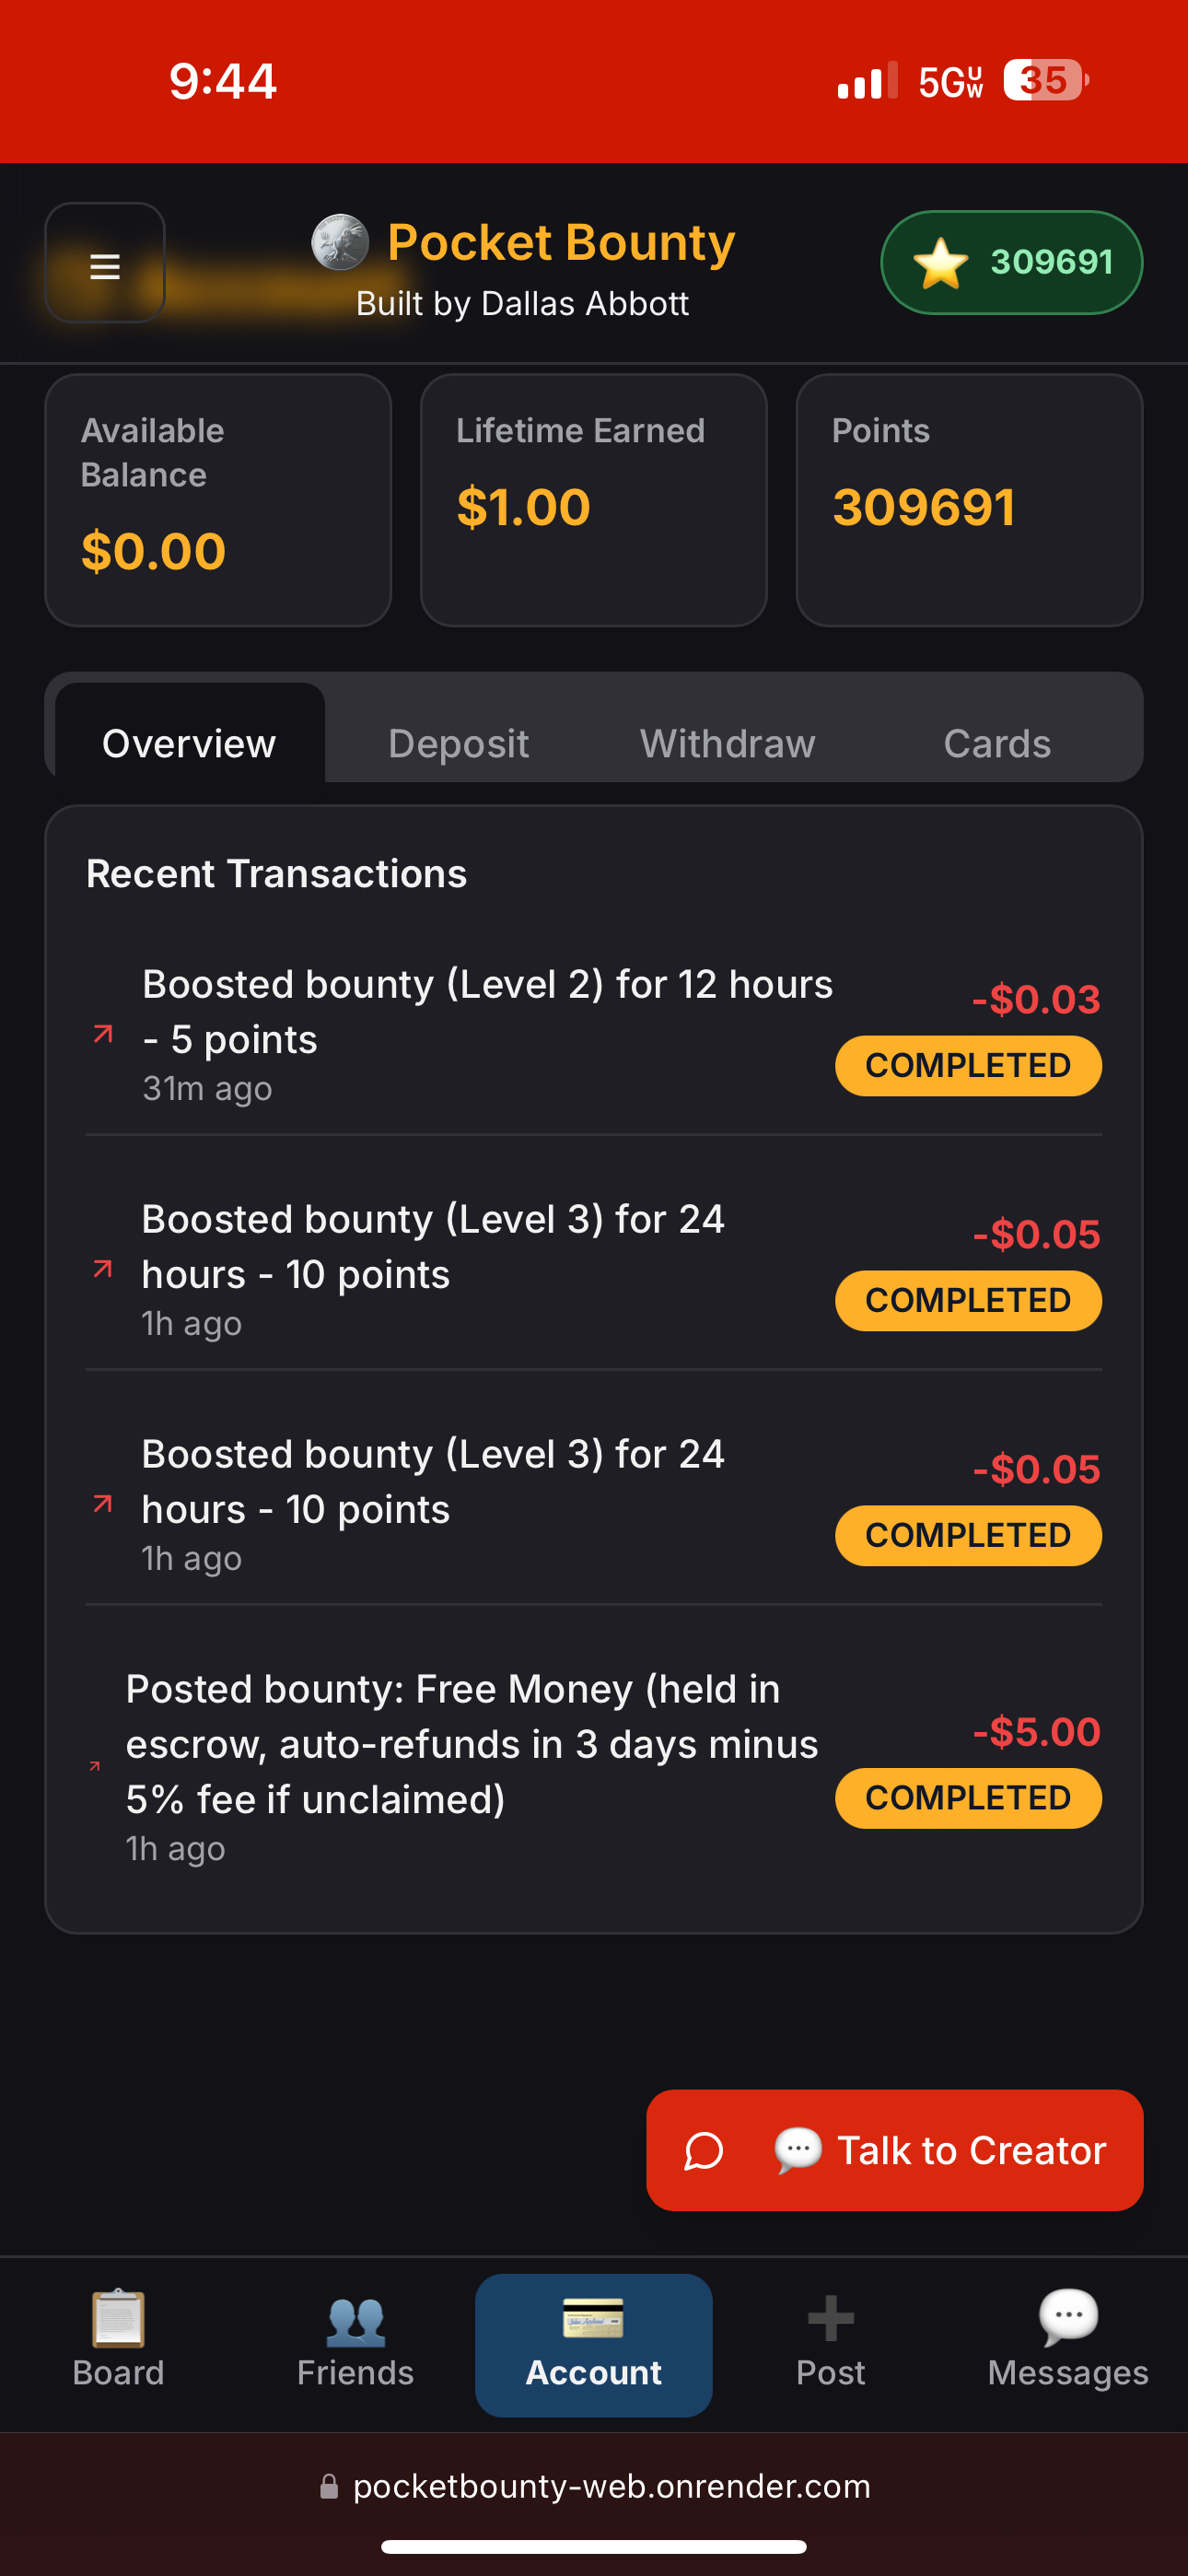 9:44
5GUW
35
Pocket Bounty
Built by Dallas Abbott
309691
Available
Balance
$0.00
Lifetime Earned
$1.00
Points
309691
Overview
Deposit
Withdraw
Cards
Recent Transactions
Boosted bounty (Level 2) for 12 hours
- 5 points
31m ago
-$0.03
COMPLETED
Boosted bounty (Level 3) for 24
hours - 10 points
1h ago
-$0.05
COMPLETED
Boosted bounty (Level 3) for 24
hours - 10 points
1h ago
-$0.05
COMPLETED
Posted bounty: Free Money (held in
escrow, auto-refunds in 3 days minus
5% fee if unclaimed)
1h ago
-$5.00
COMPLETED
💬 Talk to Creator
Board
Friends
Account
Post
Messages
pocketbounty-web.onrender.com